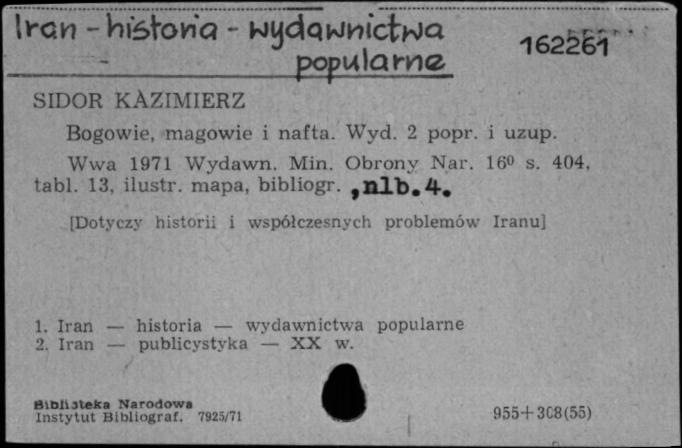 Iran - historia - wydawnictwa
popularne
162261
SIDOR KAZIMIERZ
Bogowie, magowie i nafta. Wyd. 2 popr. i uzup.
Wwa 1971 Wydawn. Min. Obrony Nar. 16⁰ s. 404,
tabl. 13, ilustr. mapa, bibliogr. ,nlb.4.
[Dotyczy historii i współczesnych problemów Iranu]
1. Iran — historia — wydawnictwa popularne
2. Iran — publicystyka — XX w.
Biblioteka Narodowa
Instytut Bibliograf. 7925/71
955+308(55)